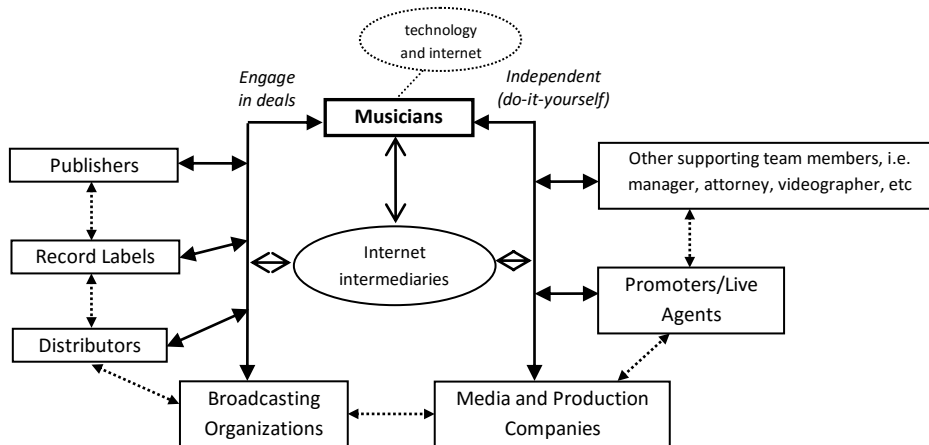 technology
and internet
Engage
in deals
Independent
(do-it-yourself)
Musicians
Publishers
Other supporting team members, i.e.
manager, attorney, videographer, etc
Record Labels
Internet
intermediaries
Promoters/Live
Agents
Distributors
Broadcasting
Organizations
Media and Production
Companies